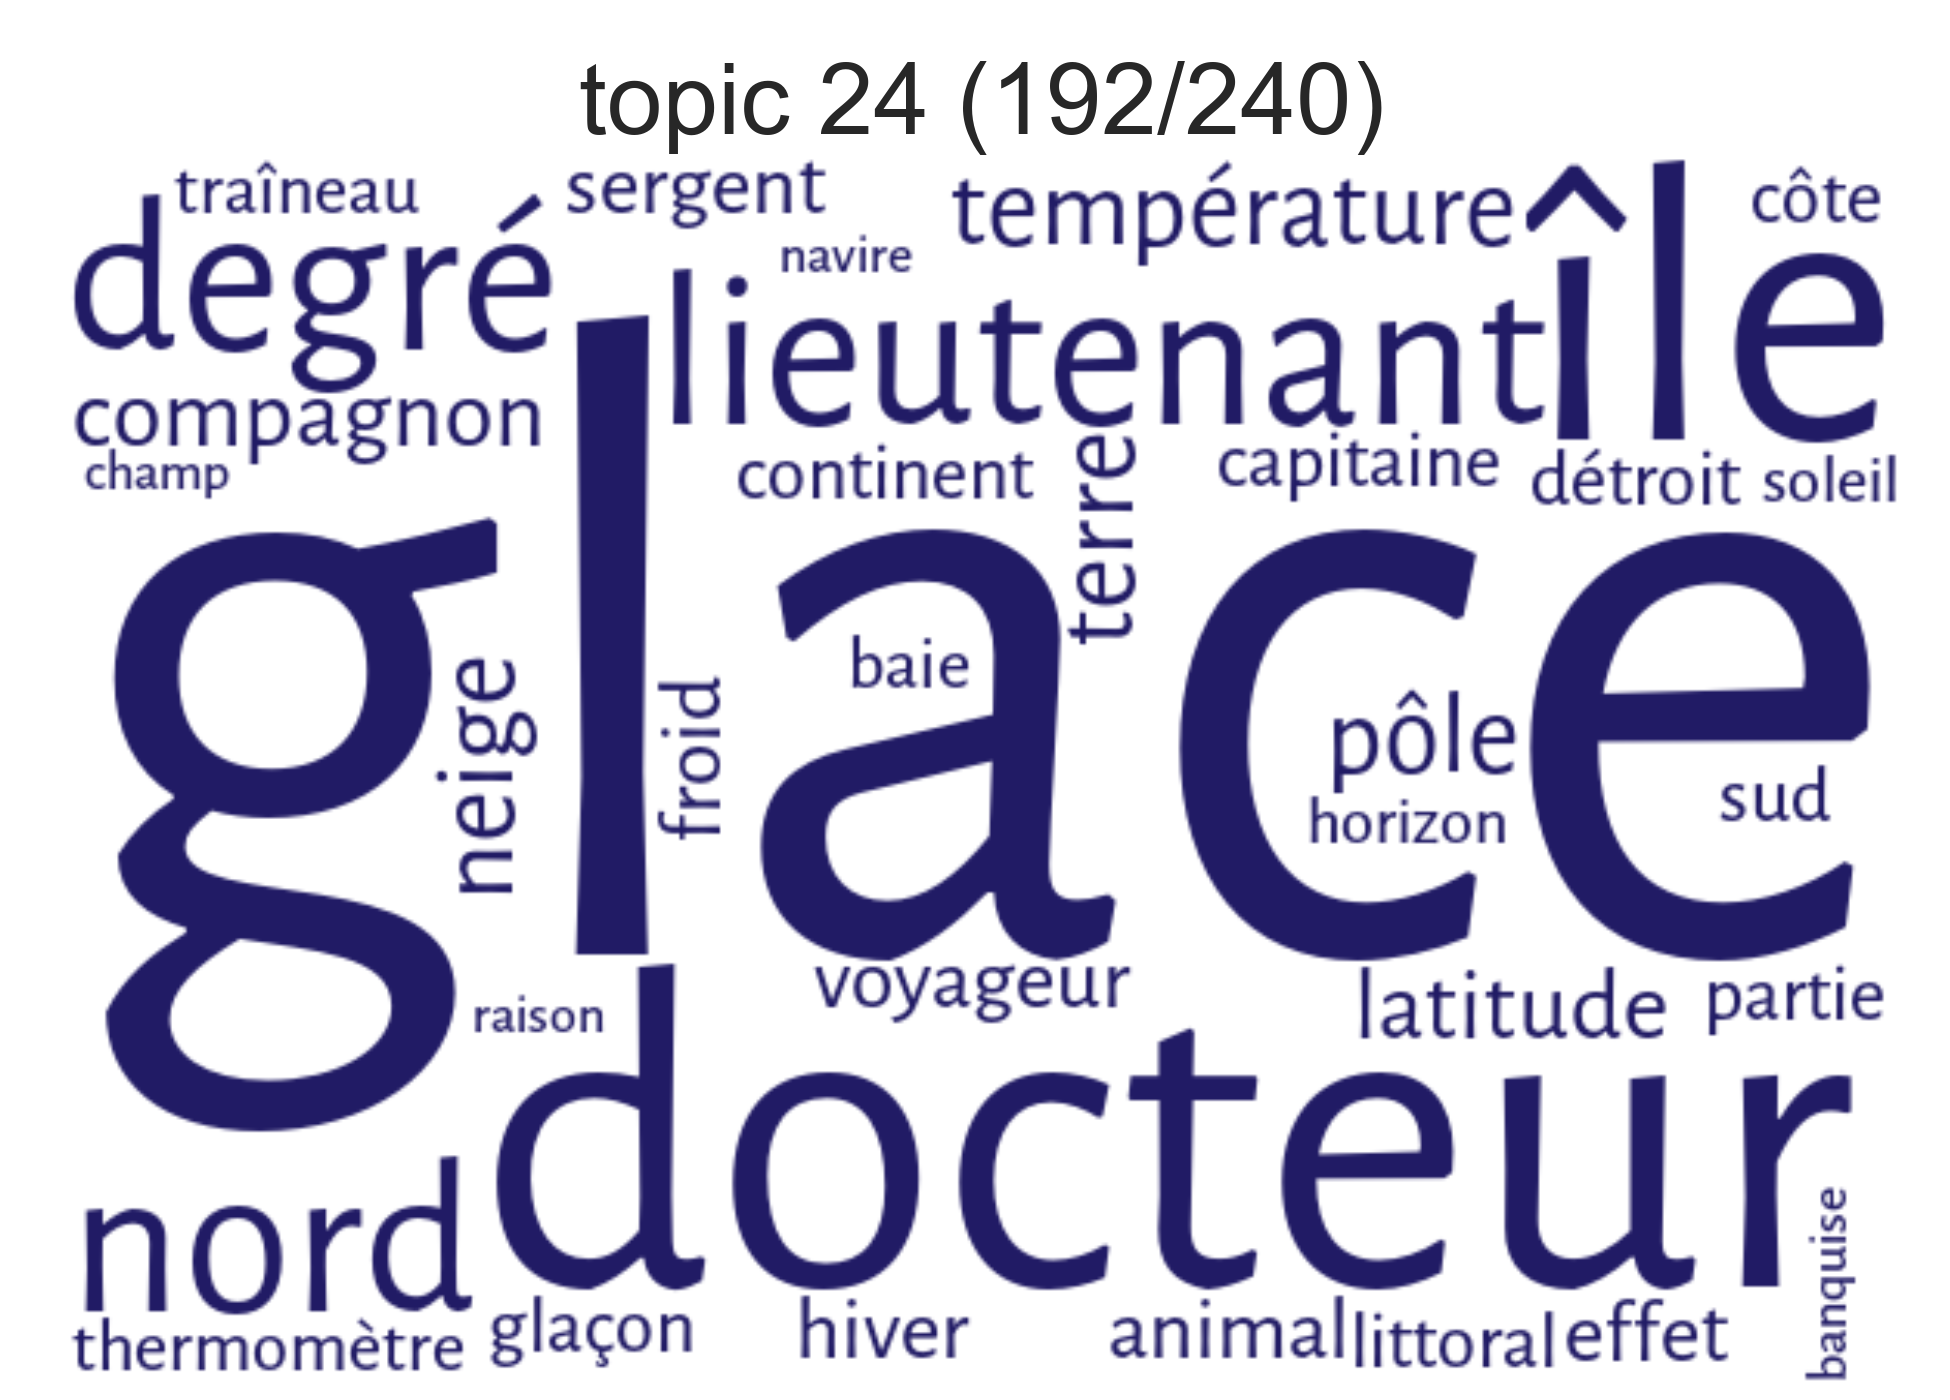 topic 24 (192/240)
traîneau
sergent
température
île
côte
degré
navire
lieutenant
compagnon
champ
continent
terre
capitaine
détroit
soleil
glace
neige
froid
baie
pôle
horizon
sud
voyageur
latitude
partie
raison
docteur
nord
banquise
thermomètre
glaçon
hiver
animal
littoral
effet